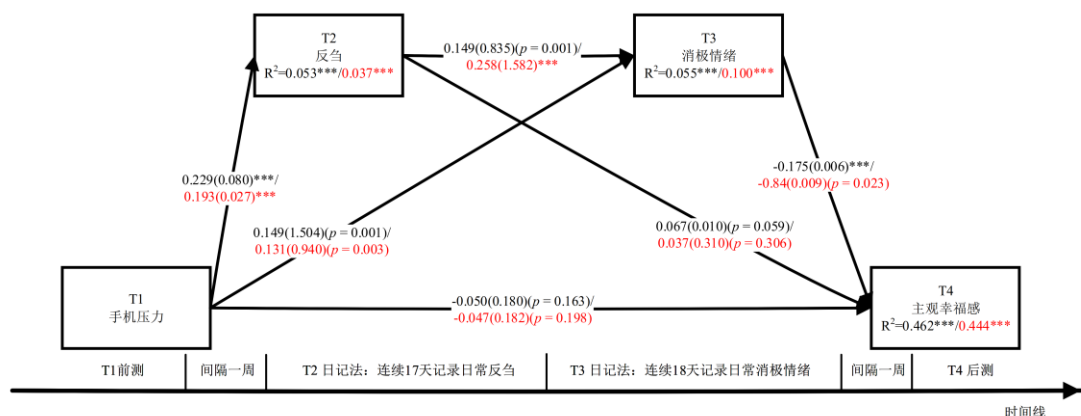 T2
反刍
R²=0.053***/0.037***
T3
消极情绪
R²=0.055***/0.100***
0.149(0.835)(p = 0.001)/
0.258(1.582)***
0.229(0.080)***/
0.193(0.027)***
-0.175(0.006)***/
-0.84(0.009)(p = 0.023)
0.149(1.504)(p = 0.001)/
0.131(0.940)(p = 0.003)
0.067(0.010)(p = 0.059)/
0.037(0.310)(p = 0.306)
T1
手机压力
-0.050(0.180)(p = 0.163)/
-0.047(0.182)(p = 0.198)
T4
主观幸福感
R²=0.462***/0.444***
T1前测
间隔一周
T2 日记法：连续17天记录日常反刍
T3 日记法：连续18天记录日常消极情绪
间隔一周
T4 后测
时间线